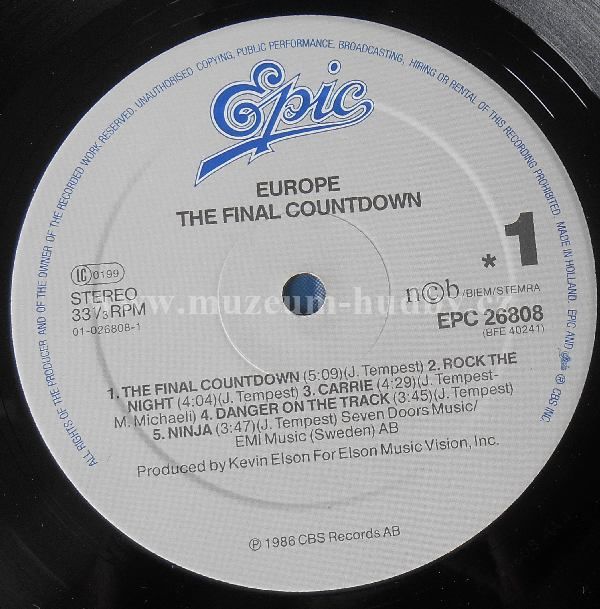 ALL RIGHTS OF THE PRODUCER AND OF THE OWNER OF THE RECORDED WORK RESERVED. UNAUTHORISED COPYING, PUBLIC PERFORMANCE, BROADCASTING, HIRING OR RENTAL OF THIS RECORDING PROHIBITED. MADE IN HOLLAND. EPIC AND Epic ℗ CBS INC.
Epic
EUROPE
THE FINAL COUNTDOWN
* 1
LC 0199
STEREO
33⅓ RPM
01-026808-1
n©b/BIEM/STEMRA
EPC 26808
(BFE 40241)
www.muzeum-hudby.cz
1. THE FINAL COUNTDOWN (5:09)(J. Tempest) 2. ROCK THE
NIGHT (4:04)(J. Tempest) 3. CARRIE (4:29)(J. Tempest-
M. Michaeli) 4. DANGER ON THE TRACK (3:45)(J. Tempest)
5. NINJA (3:47)(J. Tempest) Seven Doors Music/
EMI Music (Sweden) AB
Produced by Kevin Elson For Elson Music Vision, Inc.
℗ 1986 CBS Records AB